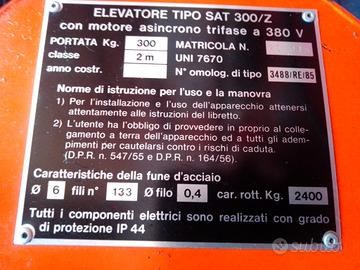 ELEVATORE TIPO SAT 300/Z
con motore asincrono trifase a 380 V
PORTATA Kg. 300 MATRICOLA N.
classe 2 m UNI 7670
anno costr. N° omolog. di tipo 3488/RE/85
Norme di istruzione per l'uso e la manovra
1) Per l'installazione e l'uso dell'apparecchio attenersi
attentamente alle istruzioni del libretto.
2) L'utente ha l'obbligo di provvedere in proprio al colle-
gamento a terra dell'apparecchio ed a tutti gli adem-
pimenti per cautelarsi contro i rischi di caduta.
(D.P.R. n. 547/55 e D.P.R. n. 164/56).
Caratteristiche della fune d'acciaio
Ø 6 fili n° 133 Ø filo 0,4 car. rott. Kg. 2400
Tutti i componenti elettrici sono realizzati con grado
di protezione IP 44
subito.it